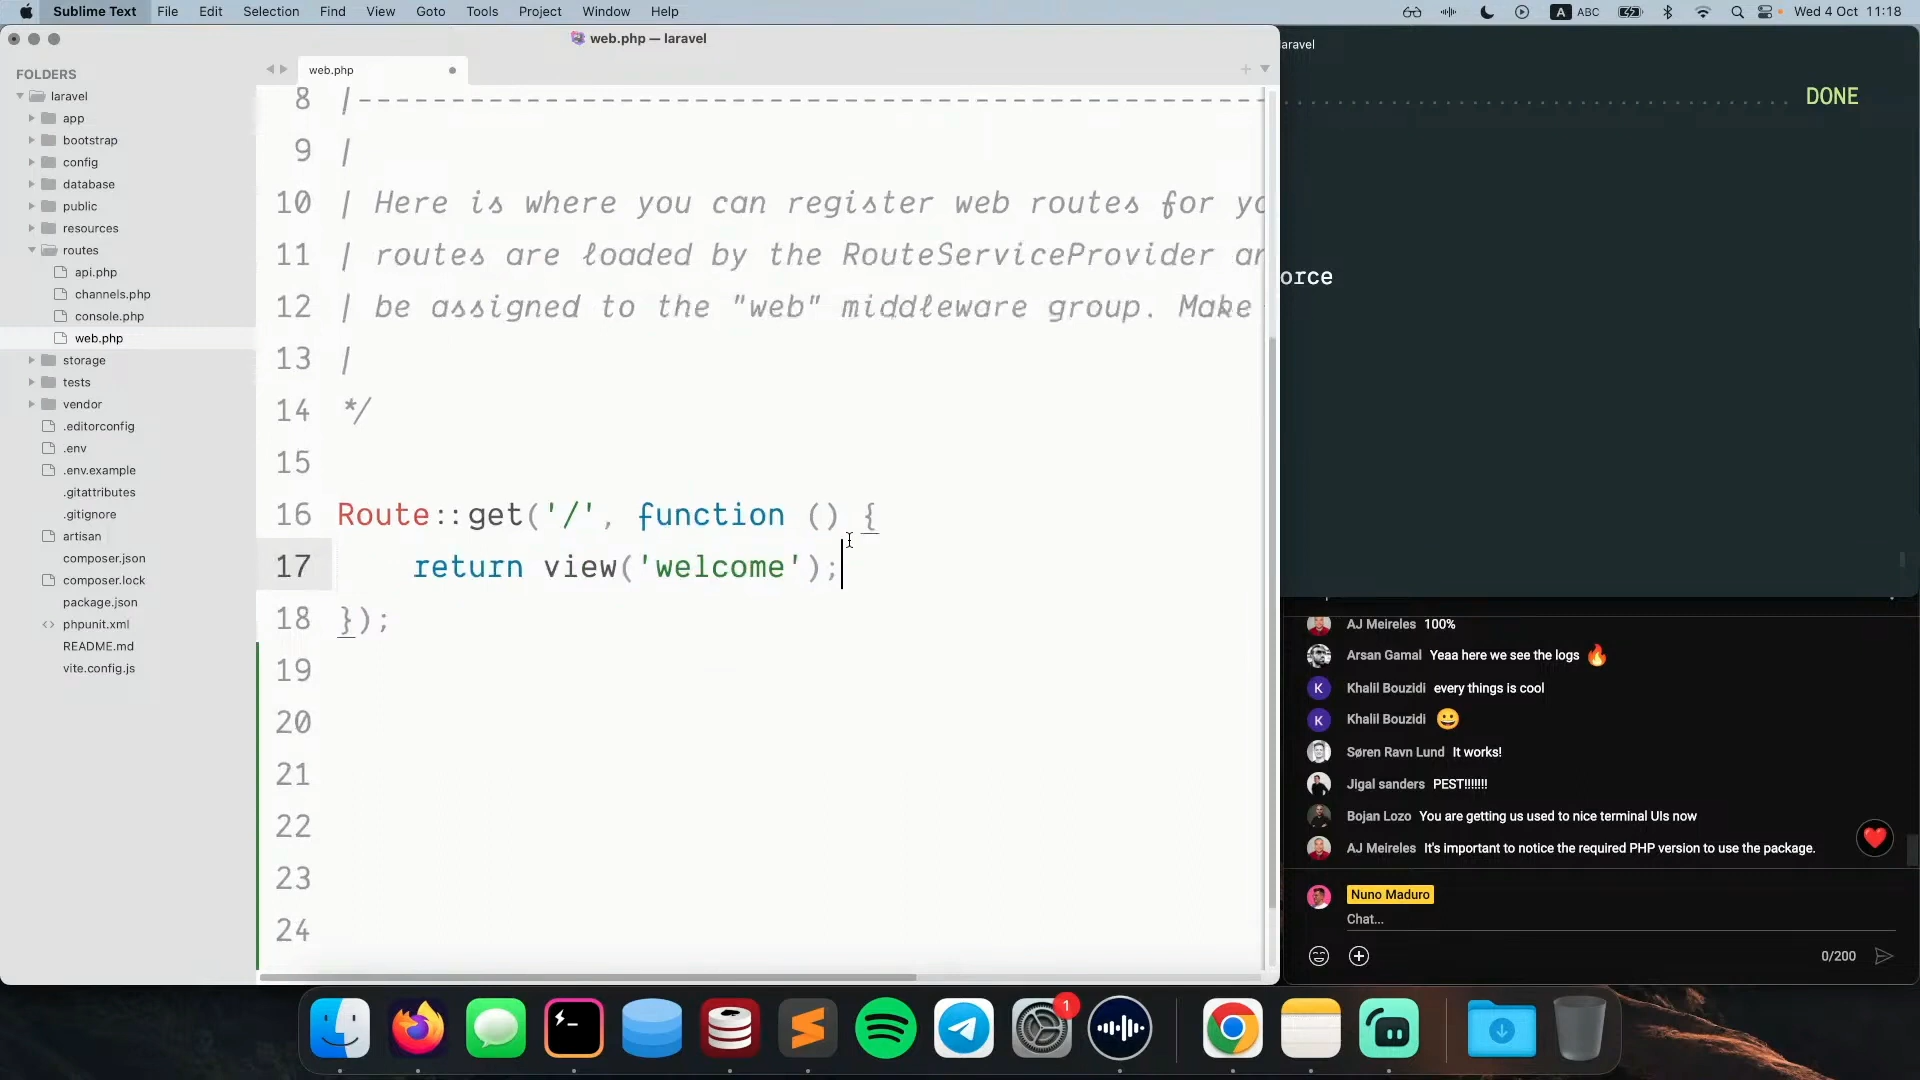 Sublime Text File Edit Selection Find View Goto Tools Project Window Help
A ABC Wed 4 Oct 11:18
web.php — laravel
FOLDERS
laravel
app
bootstrap
config
database
public
resources
routes
api.php
channels.php
console.php
web.php
storage
tests
vendor
.editorconfig
.env
.env.example
.gitattributes
.gitignore
artisan
composer.json
composer.lock
package.json
phpunit.xml
README.md
vite.config.js
web.php
8 |--------------------------------------------------
9 |
10 | Here is where you can register web routes for yo
11 | routes are loaded by the RouteServiceProvider an
12 | be assigned to the "web" middleware group. Make
13 |
14 */
15
16 Route::get('/', function () {
17     return view('welcome');
18 });
19
20
21
22
23
24
aravel
DONE
orce
AJ Meireles 100%
Arsan Gamal Yeaa here we see the logs 🔥
Khalil Bouzidi every things is cool
Khalil Bouzidi 😀
Søren Ravn Lund It works!
Jigal sanders PEST!!!!!!!
Bojan Lozo You are getting us used to nice terminal UIs now
AJ Meireles It's important to notice the required PHP version to use the package.
Nuno Maduro
Chat...
0/200
1